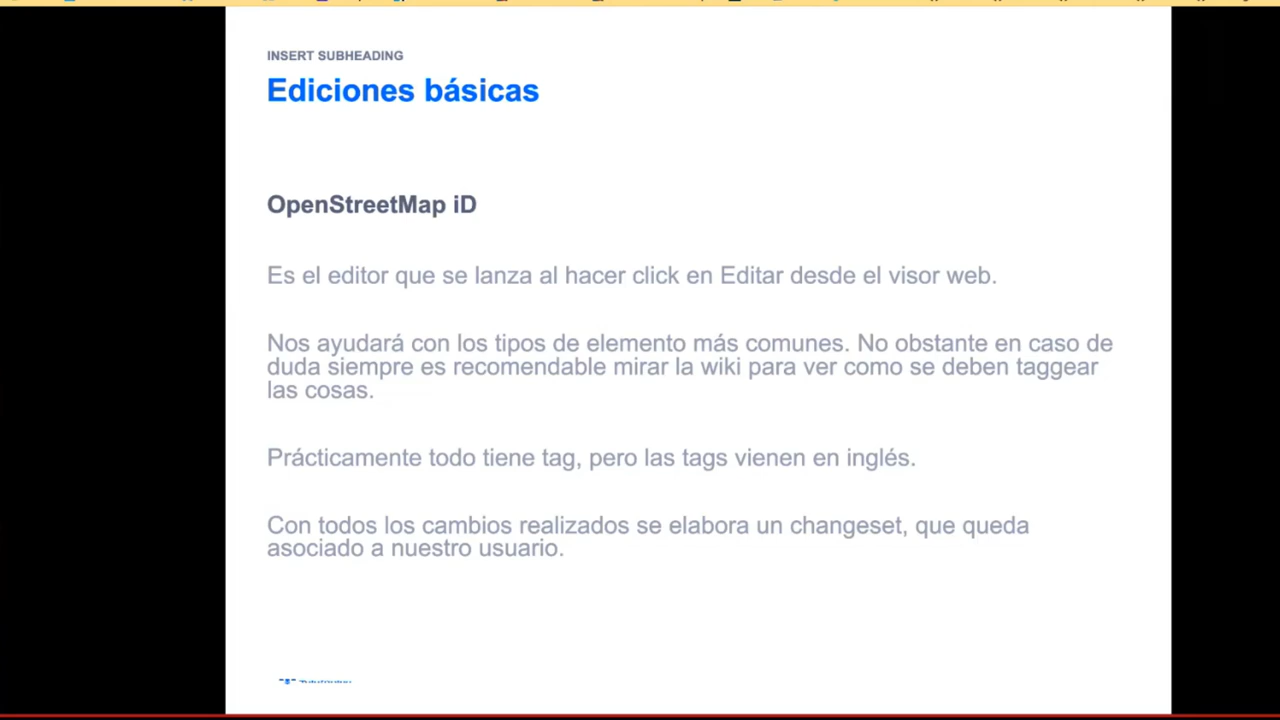 INSERT SUBHEADING
Ediciones básicas
OpenStreetMap iD
Es el editor que se lanza al hacer click en Editar desde el visor web.
Nos ayudará con los tipos de elemento más comunes. No obstante en caso de
duda siempre es recomendable mirar la wiki para ver como se deben taggear
las cosas.
Prácticamente todo tiene tag, pero las tags vienen en inglés.
Con todos los cambios realizados se elabora un changeset, que queda
asociado a nuestro usuario.